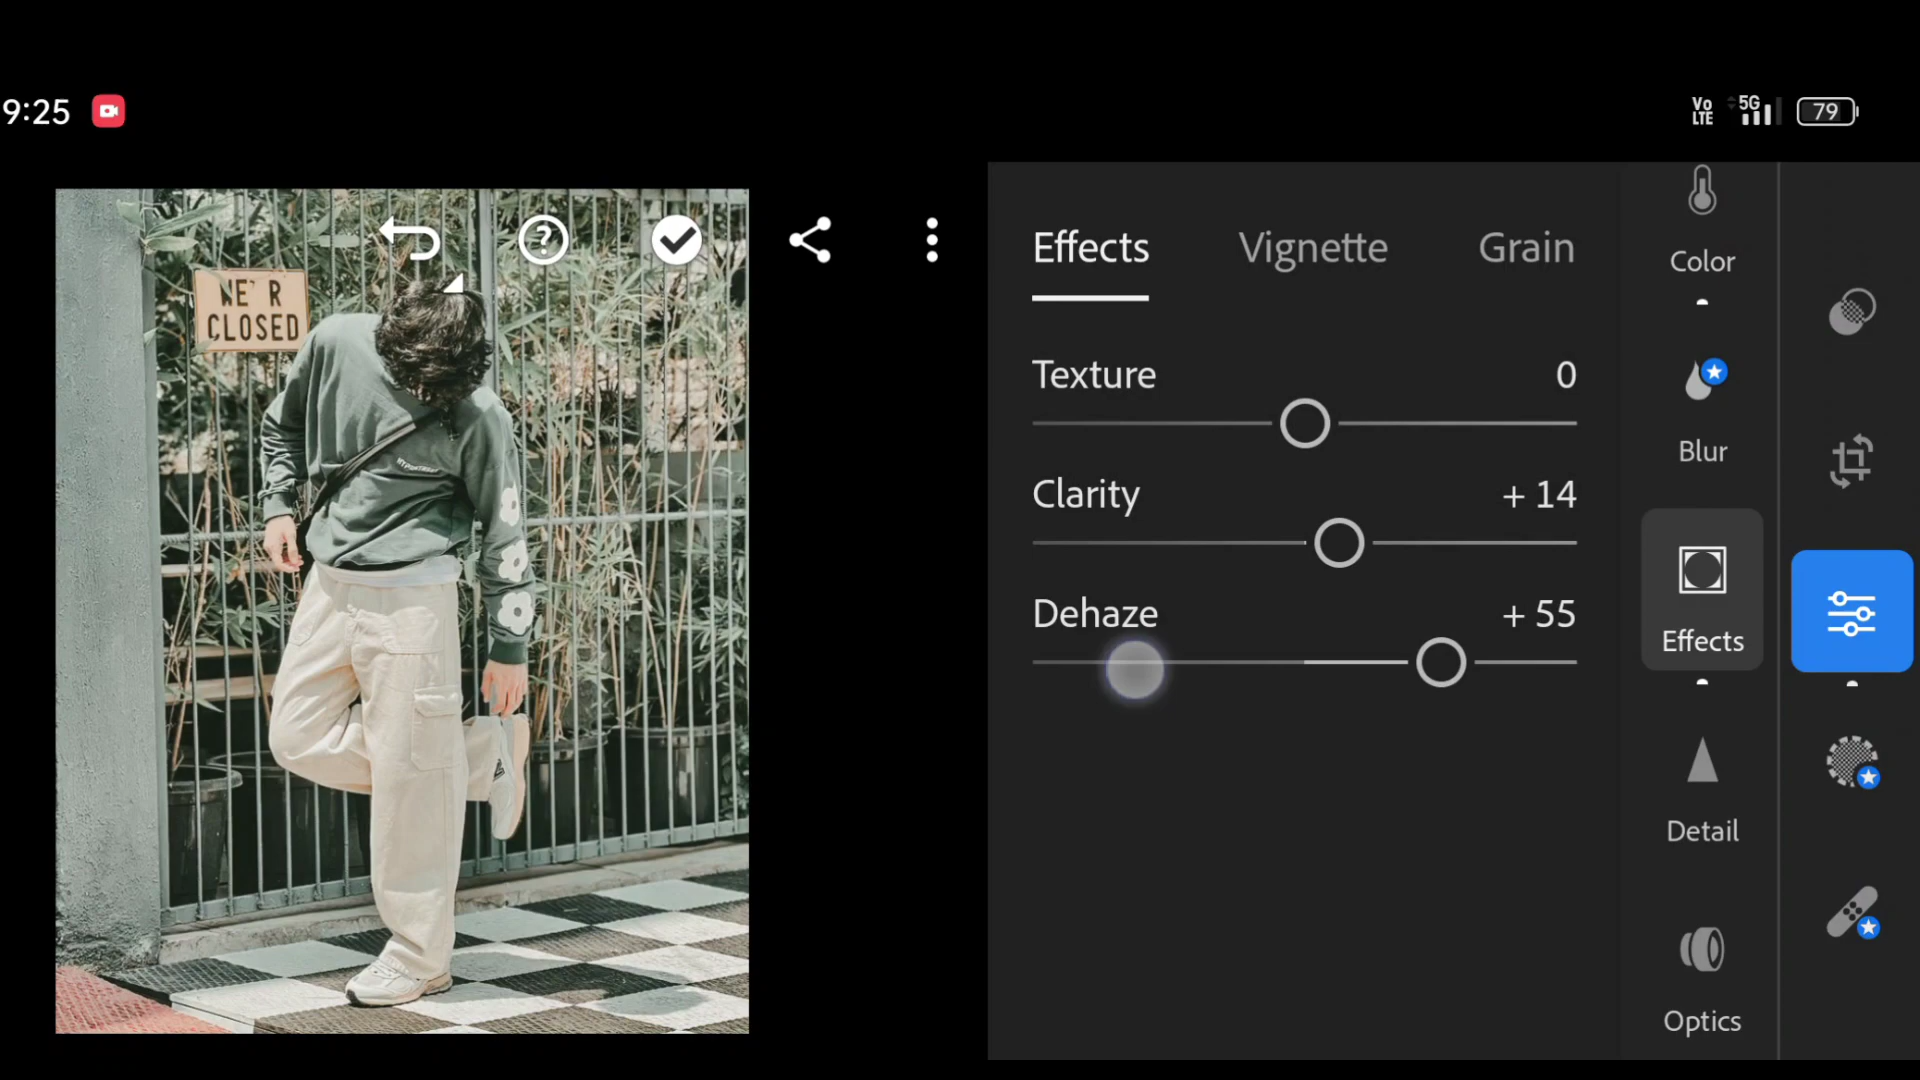 9:25
Vo
LTE
5G
79
WE'R
CLOSED
Effects
Vignette
Grain
Texture
0
Clarity
+ 14
Dehaze
+ 55
Color
Blur
Effects
Detail
Optics